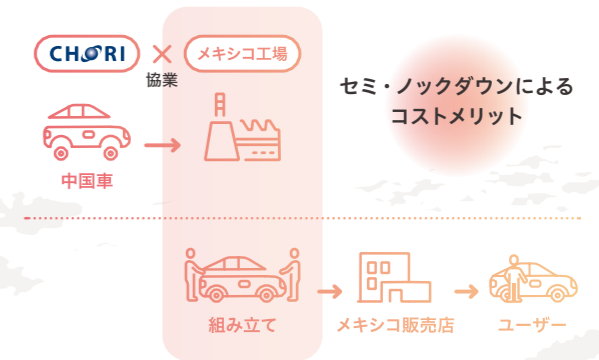 CHORI × メキシコ工場
協業
セミ・ノックダウンによる
コストメリット
中国車
組み立て
メキシコ販売店
ユーザー